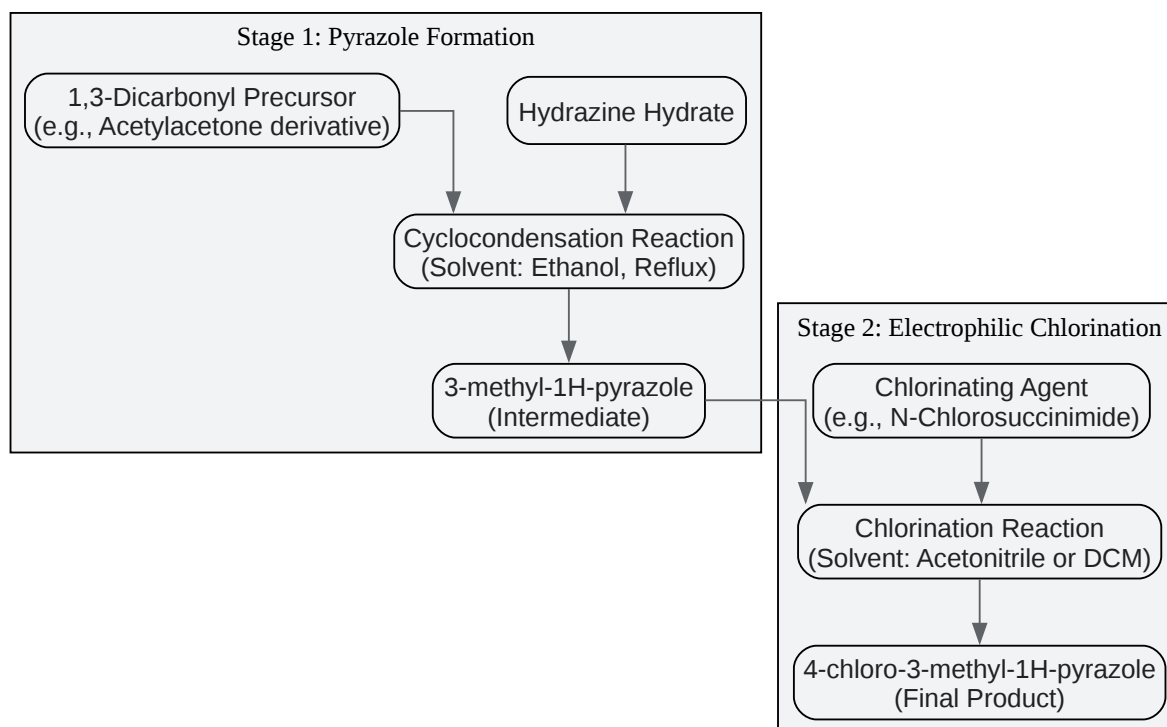 Stage 1: Pyrazole Formation
1,3-Dicarbonyl Precursor
(e.g., Acetylacetone derivative)
Hydrazine Hydrate
Cyclocondensation Reaction
(Solvent: Ethanol, Reflux)
3-methyl-1H-pyrazole
(Intermediate)
Stage 2: Electrophilic Chlorination
Chlorinating Agent
(e.g., N-Chlorosuccinimide)
Chlorination Reaction
(Solvent: Acetonitrile or DCM)
4-chloro-3-methyl-1H-pyrazole
(Final Product)